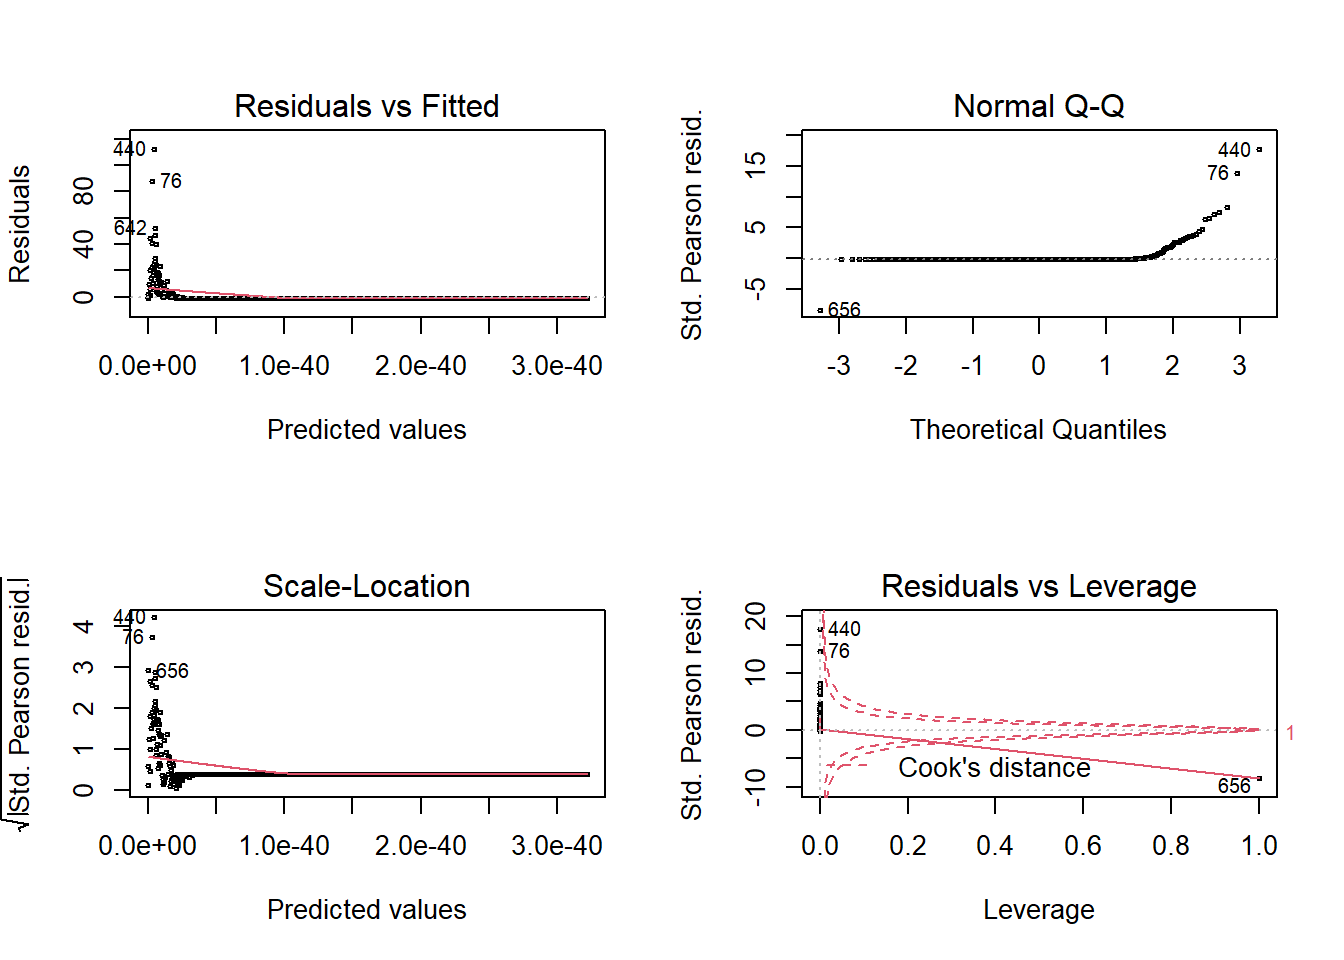 Residuals vs Fitted
Residuals
0
40
80
440
76
642
0.0e+00 1.0e-40 2.0e-40 3.0e-40
Predicted values
Normal Q-Q
Std. Pearson resid.
-5
5
15
440
76
656
-3 -2 -1 0 1 2 3
Theoretical Quantiles
Scale-Location
√|Std. Pearson resid.|
0
1
2
3
4
440
76
656
0.0e+00 1.0e-40 2.0e-40 3.0e-40
Predicted values
Residuals vs Leverage
Std. Pearson resid.
-10
0
10
20
440
76
1
Cook's distance
656
0.0 0.2 0.4 0.6 0.8 1.0
Leverage